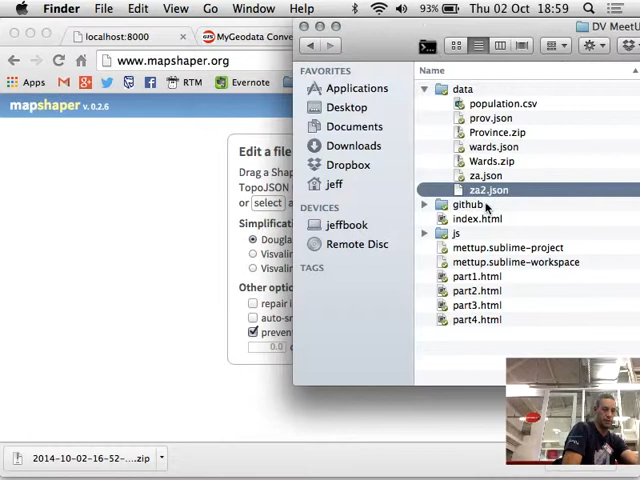 Finder File Edit View Go Window Help 93% Thu 02 Oct 18:59
localhost:8000 GIS MyGeodata Conve
www.mapshaper.org
Apps RTM Evernote
mapshaper v. 0.2.6
Edit a file
Drag a Shap
TopoJSON
or select
Simplificati
Dougla
Visvalin
Visvalin
Other optio
repair i
auto-sn
preven
0.0
DV MeetU
FAVORITES
Applications
Desktop
Documents
Downloads
Dropbox
jeff
DEVICES
jeffbook
Remote Disc
TAGS
Name
data
population.csv
prov.json
Province.zip
wards.json
Wards.zip
za.json
za2.json
github
index.html
js
mettup.sublime-project
mettup.sublime-workspace
part1.html
part2.html
part3.html
part4.html
2014-10-02-16-52-....zip